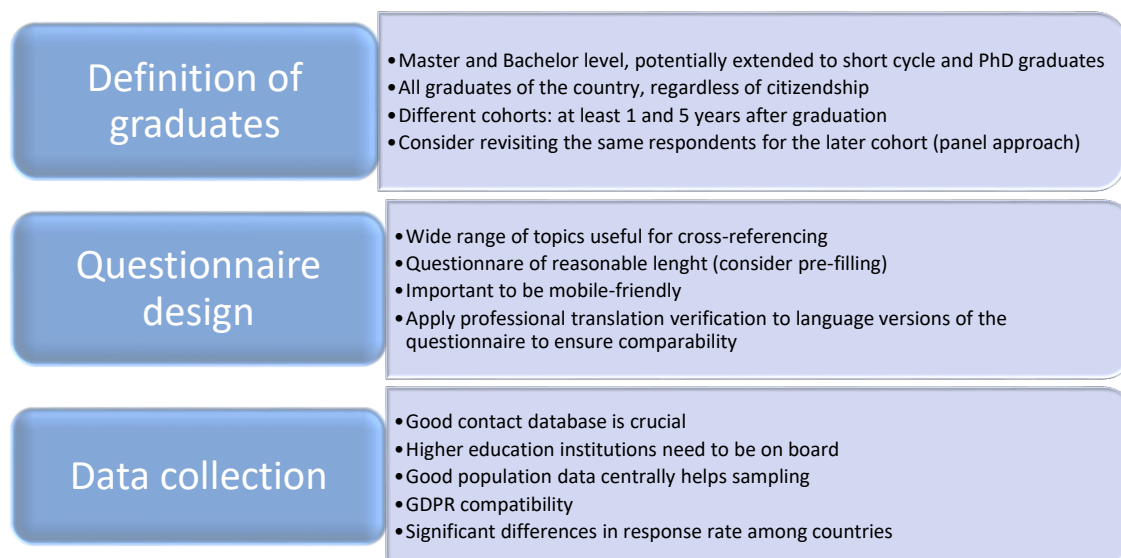 Definition of
graduates
•Master and Bachelor level, potentially extended to short cycle and PhD graduates
•All graduates of the country, regardless of citizendship
•Different cohorts: at least 1 and 5 years after graduation
•Consider revisiting the same respondents for the later cohort (panel approach)
Questionnaire
design
•Wide range of topics useful for cross-referencing
•Questionnare of reasonable lenght (consider pre-filling)
•Important to be mobile-friendly
•Apply professional translation verification to language versions of the
questionnaire to ensure comparability
Data collection
•Good contact database is crucial
•Higher education institutions need to be on board
•Good population data centrally helps sampling
•GDPR compatibility
•Significant differences in response rate among countries